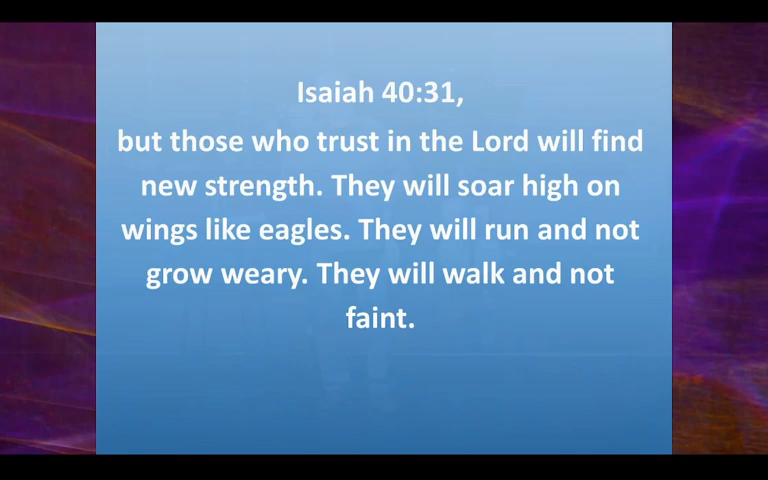 Isaiah 40:31,
but those who trust in the Lord will find
new strength. They will soar high on
wings like eagles. They will run and not
grow weary. They will walk and not
faint.